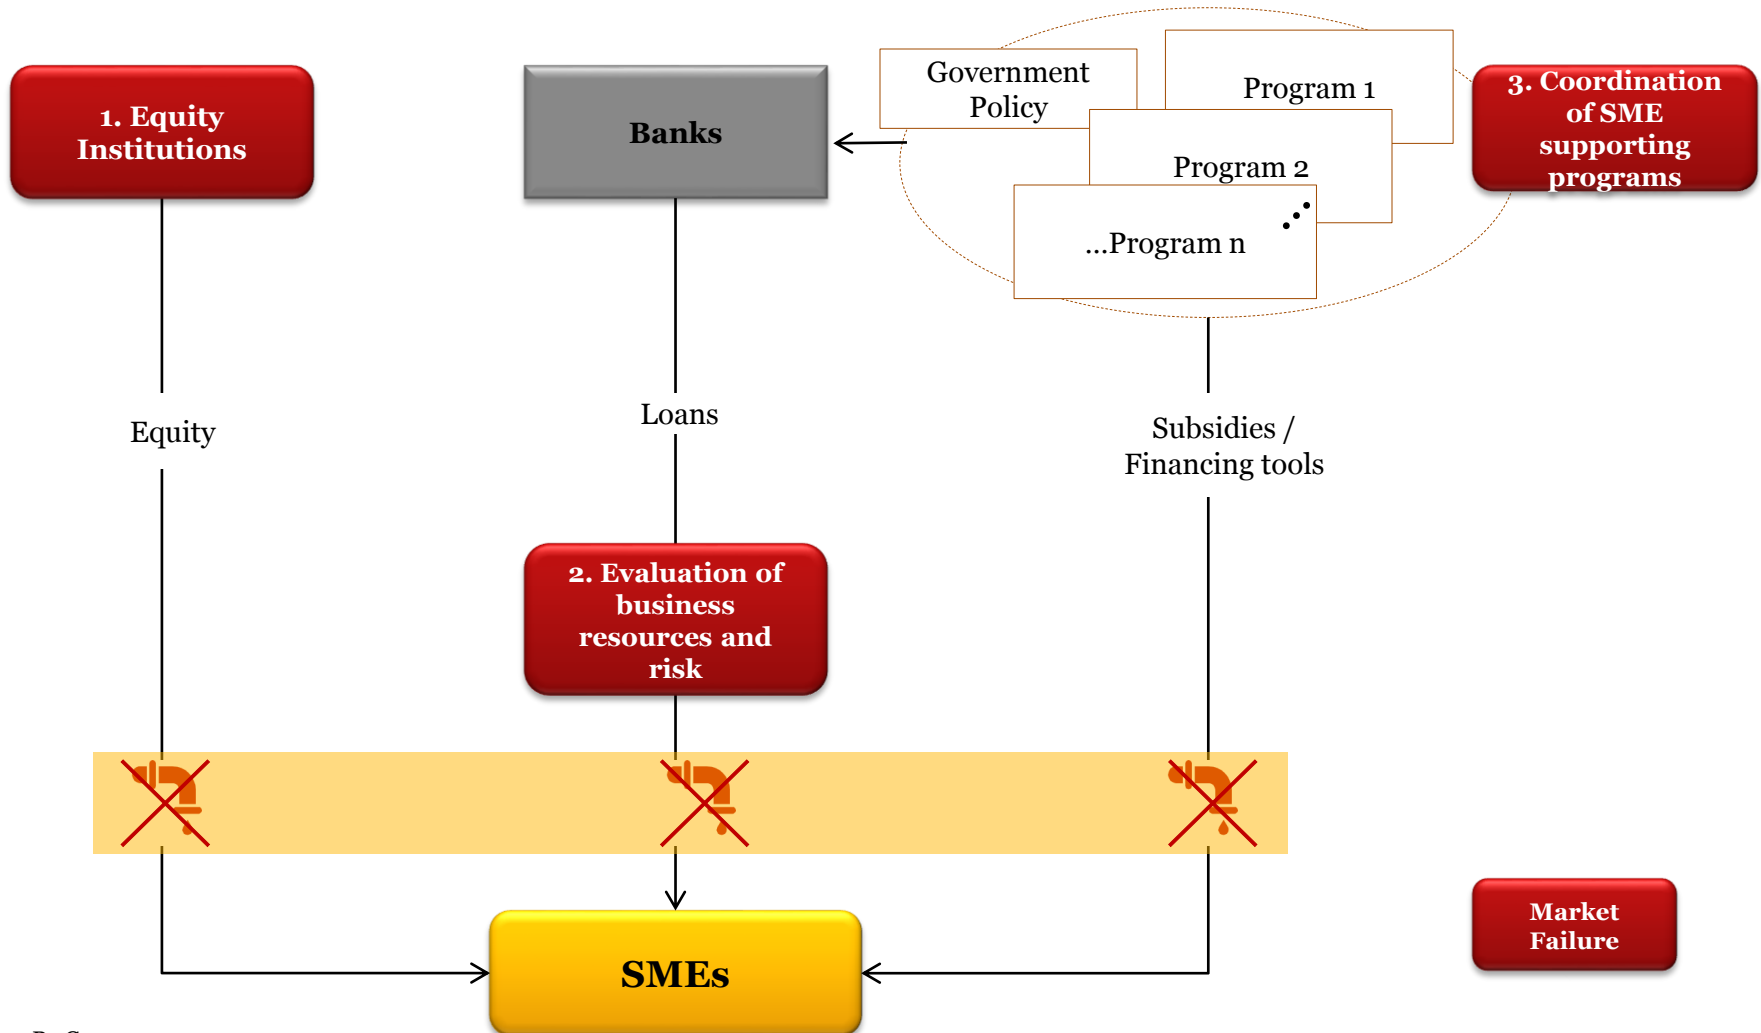 1. Equity
Institutions
Banks
Government
Policy
Program 1
Program 2
...Program n
3. Coordination
of SME
supporting
programs
Equity
Loans
Subsidies /
Financing tools
2. Evaluation of
business
resources and
risk
SMEs
Market
Failure